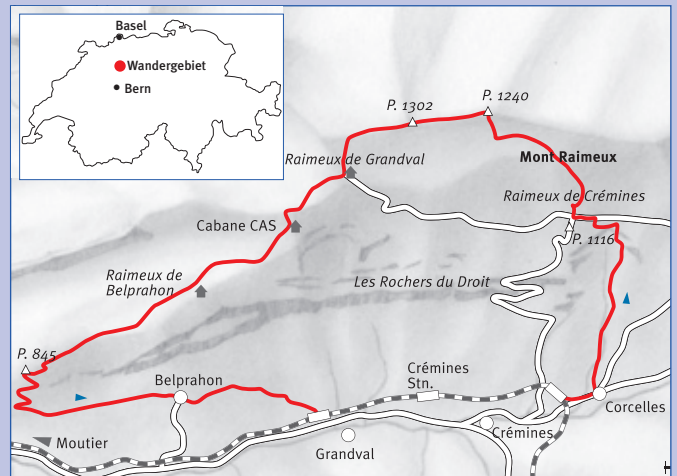 Basel
Wandergebiet
Bern
P. 1302
P. 1240
Raimeux de Grandval
Mont Raimeux
Raimeux de Crémines
Cabane CAS
P. 1116
Raimeux de
Belprahon
Les Rochers du Droit
P. 845
Belprahon
Crémines
Stn.
Corcelles
Moutier
Grandval
Crémines